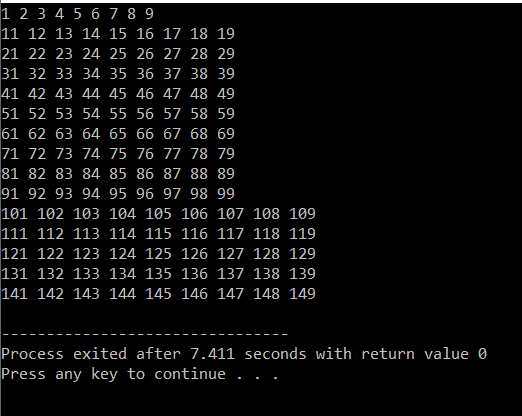 1 2 3 4 5 6 7 8 9
11 12 13 14 15 16 17 18 19
21 22 23 24 25 26 27 28 29
31 32 33 34 35 36 37 38 39
41 42 43 44 45 46 47 48 49
51 52 53 54 55 56 57 58 59
61 62 63 64 65 66 67 68 69
71 72 73 74 75 76 77 78 79
81 82 83 84 85 86 87 88 89
91 92 93 94 95 96 97 98 99
101 102 103 104 105 106 107 108 109
111 112 113 114 115 116 117 118 119
121 122 123 124 125 126 127 128 129
131 132 133 134 135 136 137 138 139
141 142 143 144 145 146 147 148 149
--------------------------------
Process exited after 7.411 seconds with return value 0
Press any key to continue . . .